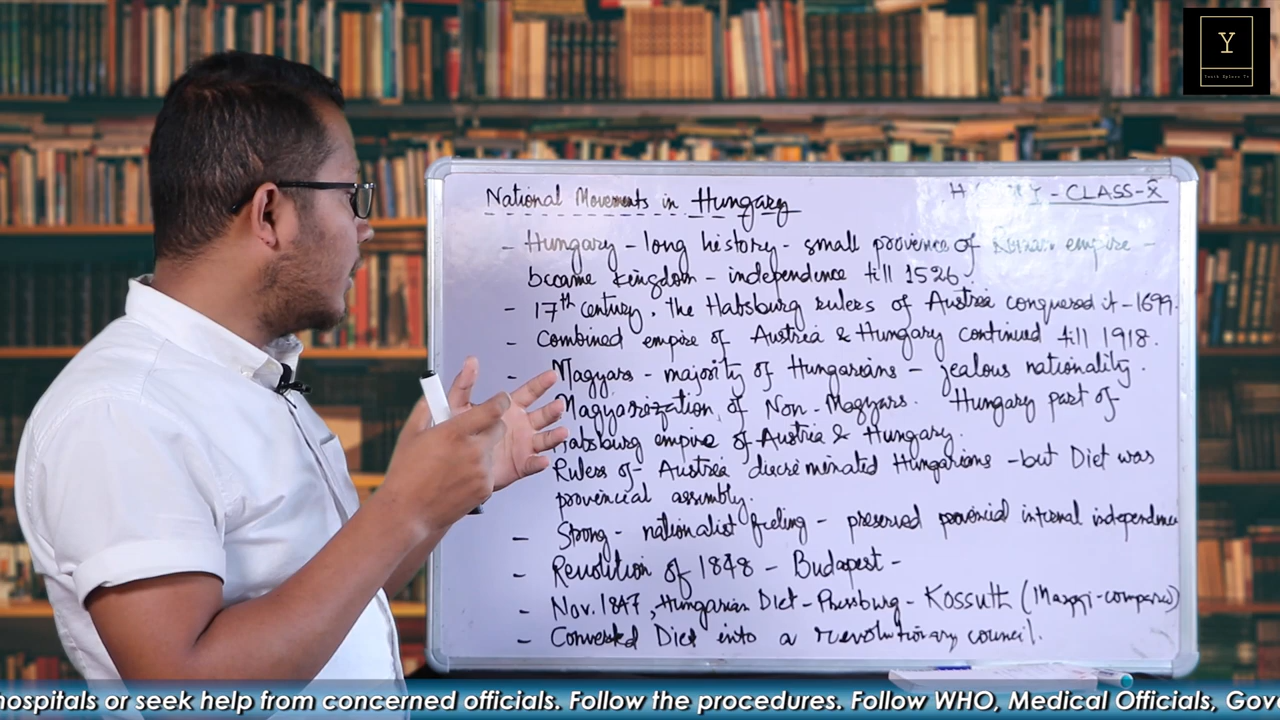 Y
National Movements in Hungary
CLASS-X
- Hungary - long history - small provence of Roman empire -
became kingdom - independence till 1526.
- 17th century, the Habsburg rulers of Austria conquered it - 1699.
- Combined empire of Austria & Hungary continued till 1918.
- Magyars - majority of Hungarians - jealous nationality.
Magyarization of Non-Magyars. Hungary part of
Habsburg empire of Austria & Hungary.
Rulers of Austria discriminated Hungarians - but Diet was
provincial assembly.
- Strong - nationalist feeling - preserved provincial internal independence
- Revolution of 1848 - Budapest -
- Nov. 1847, Hungarian Diet - Pressburg - Kossuth (
- Converted Diet into a revolutionary council.
hospitals or seek help from concerned officials. Follow the procedures. Follow WHO, Medical Officials, Gov